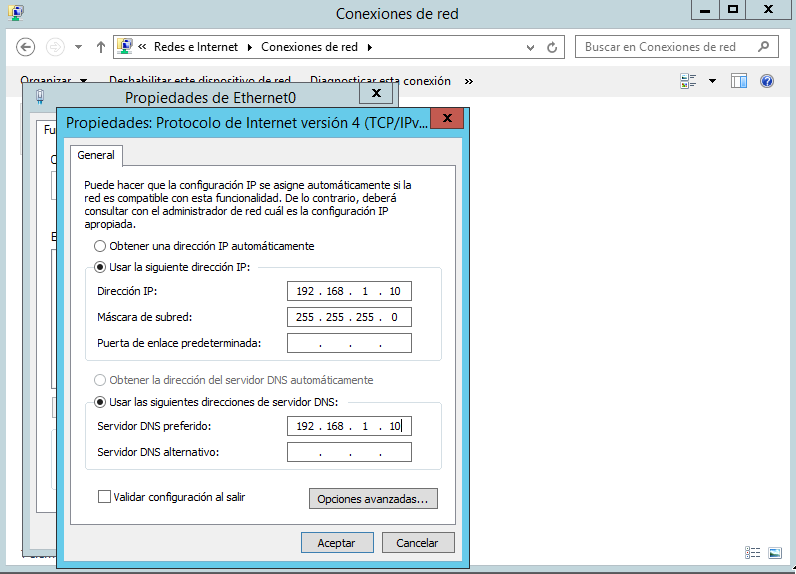 Conexiones de red
« Redes e Internet Conexiones de red
Buscar en Conexiones de red
Organizar Deshabilitar este dispositivo de red Diagnosticar esta conexión »
Propiedades de Ethernet0
Propiedades: Protocolo de Internet versión 4 (TCP/IPv...
Fu
General
Puede hacer que la configuración IP se asigne automáticamente si la
red es compatible con esta funcionalidad. De lo contrario, deberá
consultar con el administrador de red cuál es la configuración IP
apropiada.
Obtener una dirección IP automáticamente
Usar la siguiente dirección IP:
Dirección IP: 192 . 168 . 1 . 10
Máscara de subred: 255 . 255 . 255 . 0
Puerta de enlace predeterminada: . . .
Obtener la dirección del servidor DNS automáticamente
Usar las siguientes direcciones de servidor DNS:
Servidor DNS preferido: 192 . 168 . 1 . 10
Servidor DNS alternativo: . . .
Validar configuración al salir
Opciones avanzadas...
Aceptar Cancelar